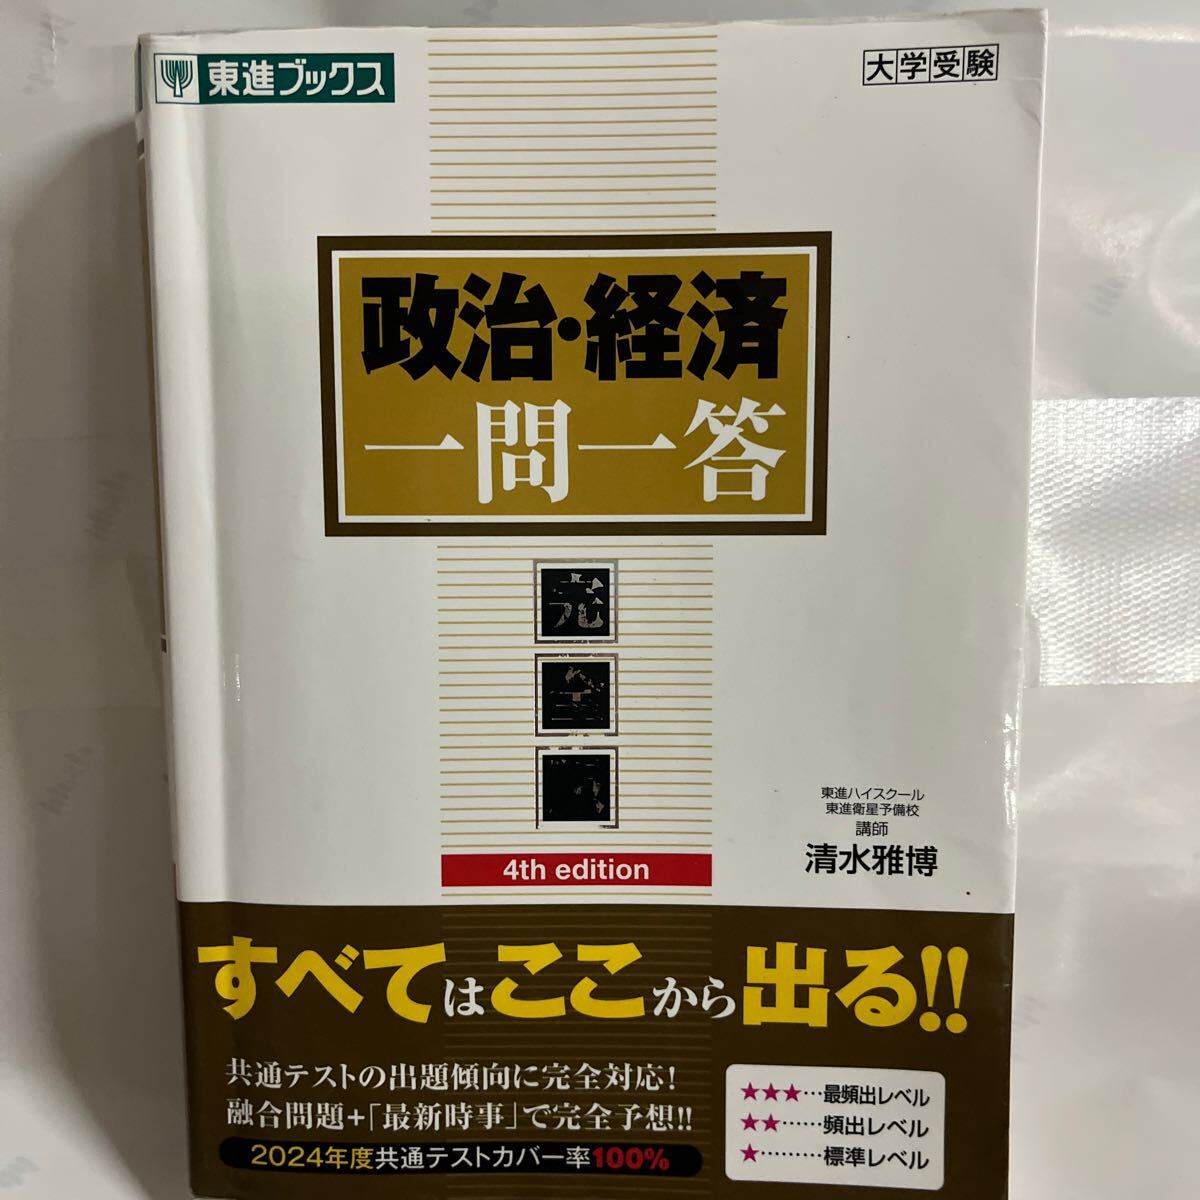 東進ブックス
大学受験
政治・経済
一問一答
完
全
4th edition
東進ハイスクール
東進衛星予備校
講師
清水雅博
すべてはここから出る!!
共通テストの出題傾向に完全対応!
融合問題+「最新時事」で完全予想!!
2024年度共通テストカバー率100%
★★★…最頻出レベル
★★……頻出レベル
★………標準レベル